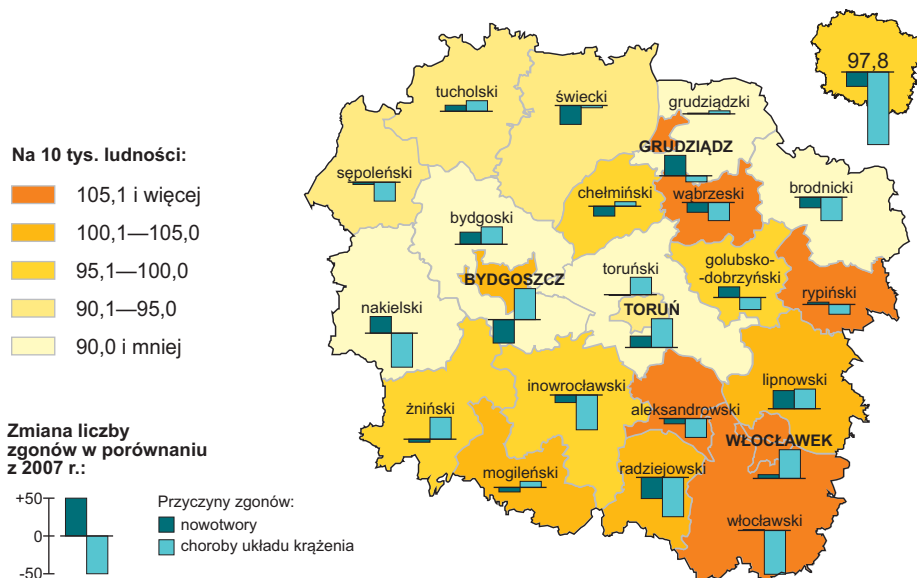 Na 10 tys. ludności:
105,1 i więcej
100,1—105,0
95,1—100,0
90,1—95,0
90,0 i mniej
Zmiana liczby
zgonów w porównaniu
z 2007 r.:
+50
0
-50
Przyczyny zgonów:
nowotwory
choroby układu krążenia
97,8
tucholski
świecki
grudziądzki
GRUDZIĄDZ
sępoleński
chełmiński
wąbrzeski
brodnicki
bydgoski
BYDGOSZCZ
toruński
golubsko-
-dobrzyński
nakielski
TORUŃ
rypiński
inowrocławski
lipnowski
żniński
aleksandrowski
WŁOCŁAWEK
mogileński
radziejowski
włocławski